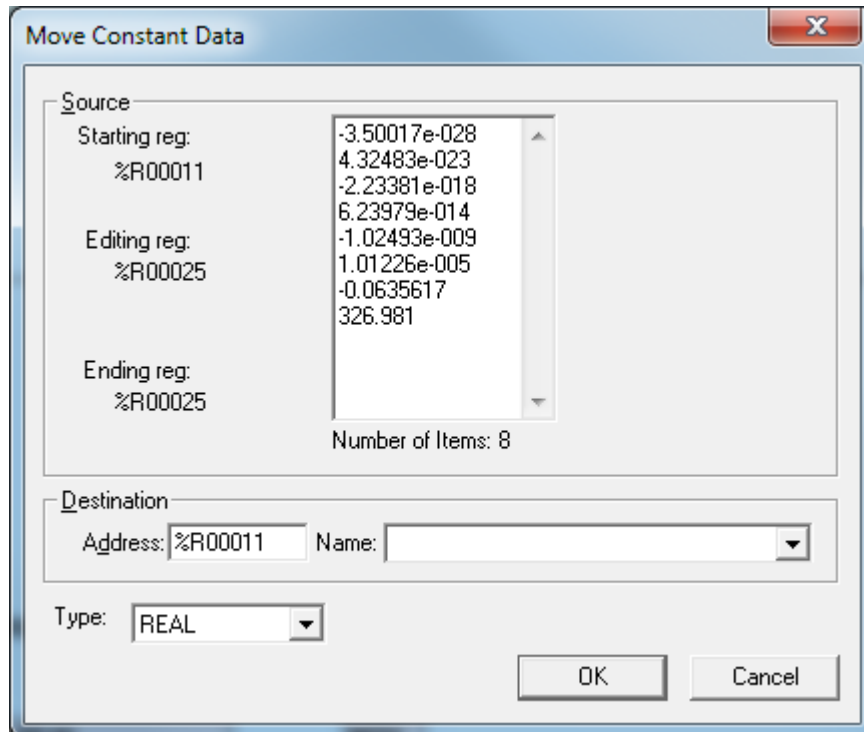 Move Constant Data
Source
Starting reg:
%R00011
Editing reg:
%R00025
Ending reg:
%R00025
-3.50017e-028
4.32483e-023
-2.23381e-018
6.23979e-014
-1.02493e-009
1.01226e-005
-0.0635617
326.981
Number of Items: 8
Destination
Address: %R00011 Name:
Type: REAL
OK Cancel